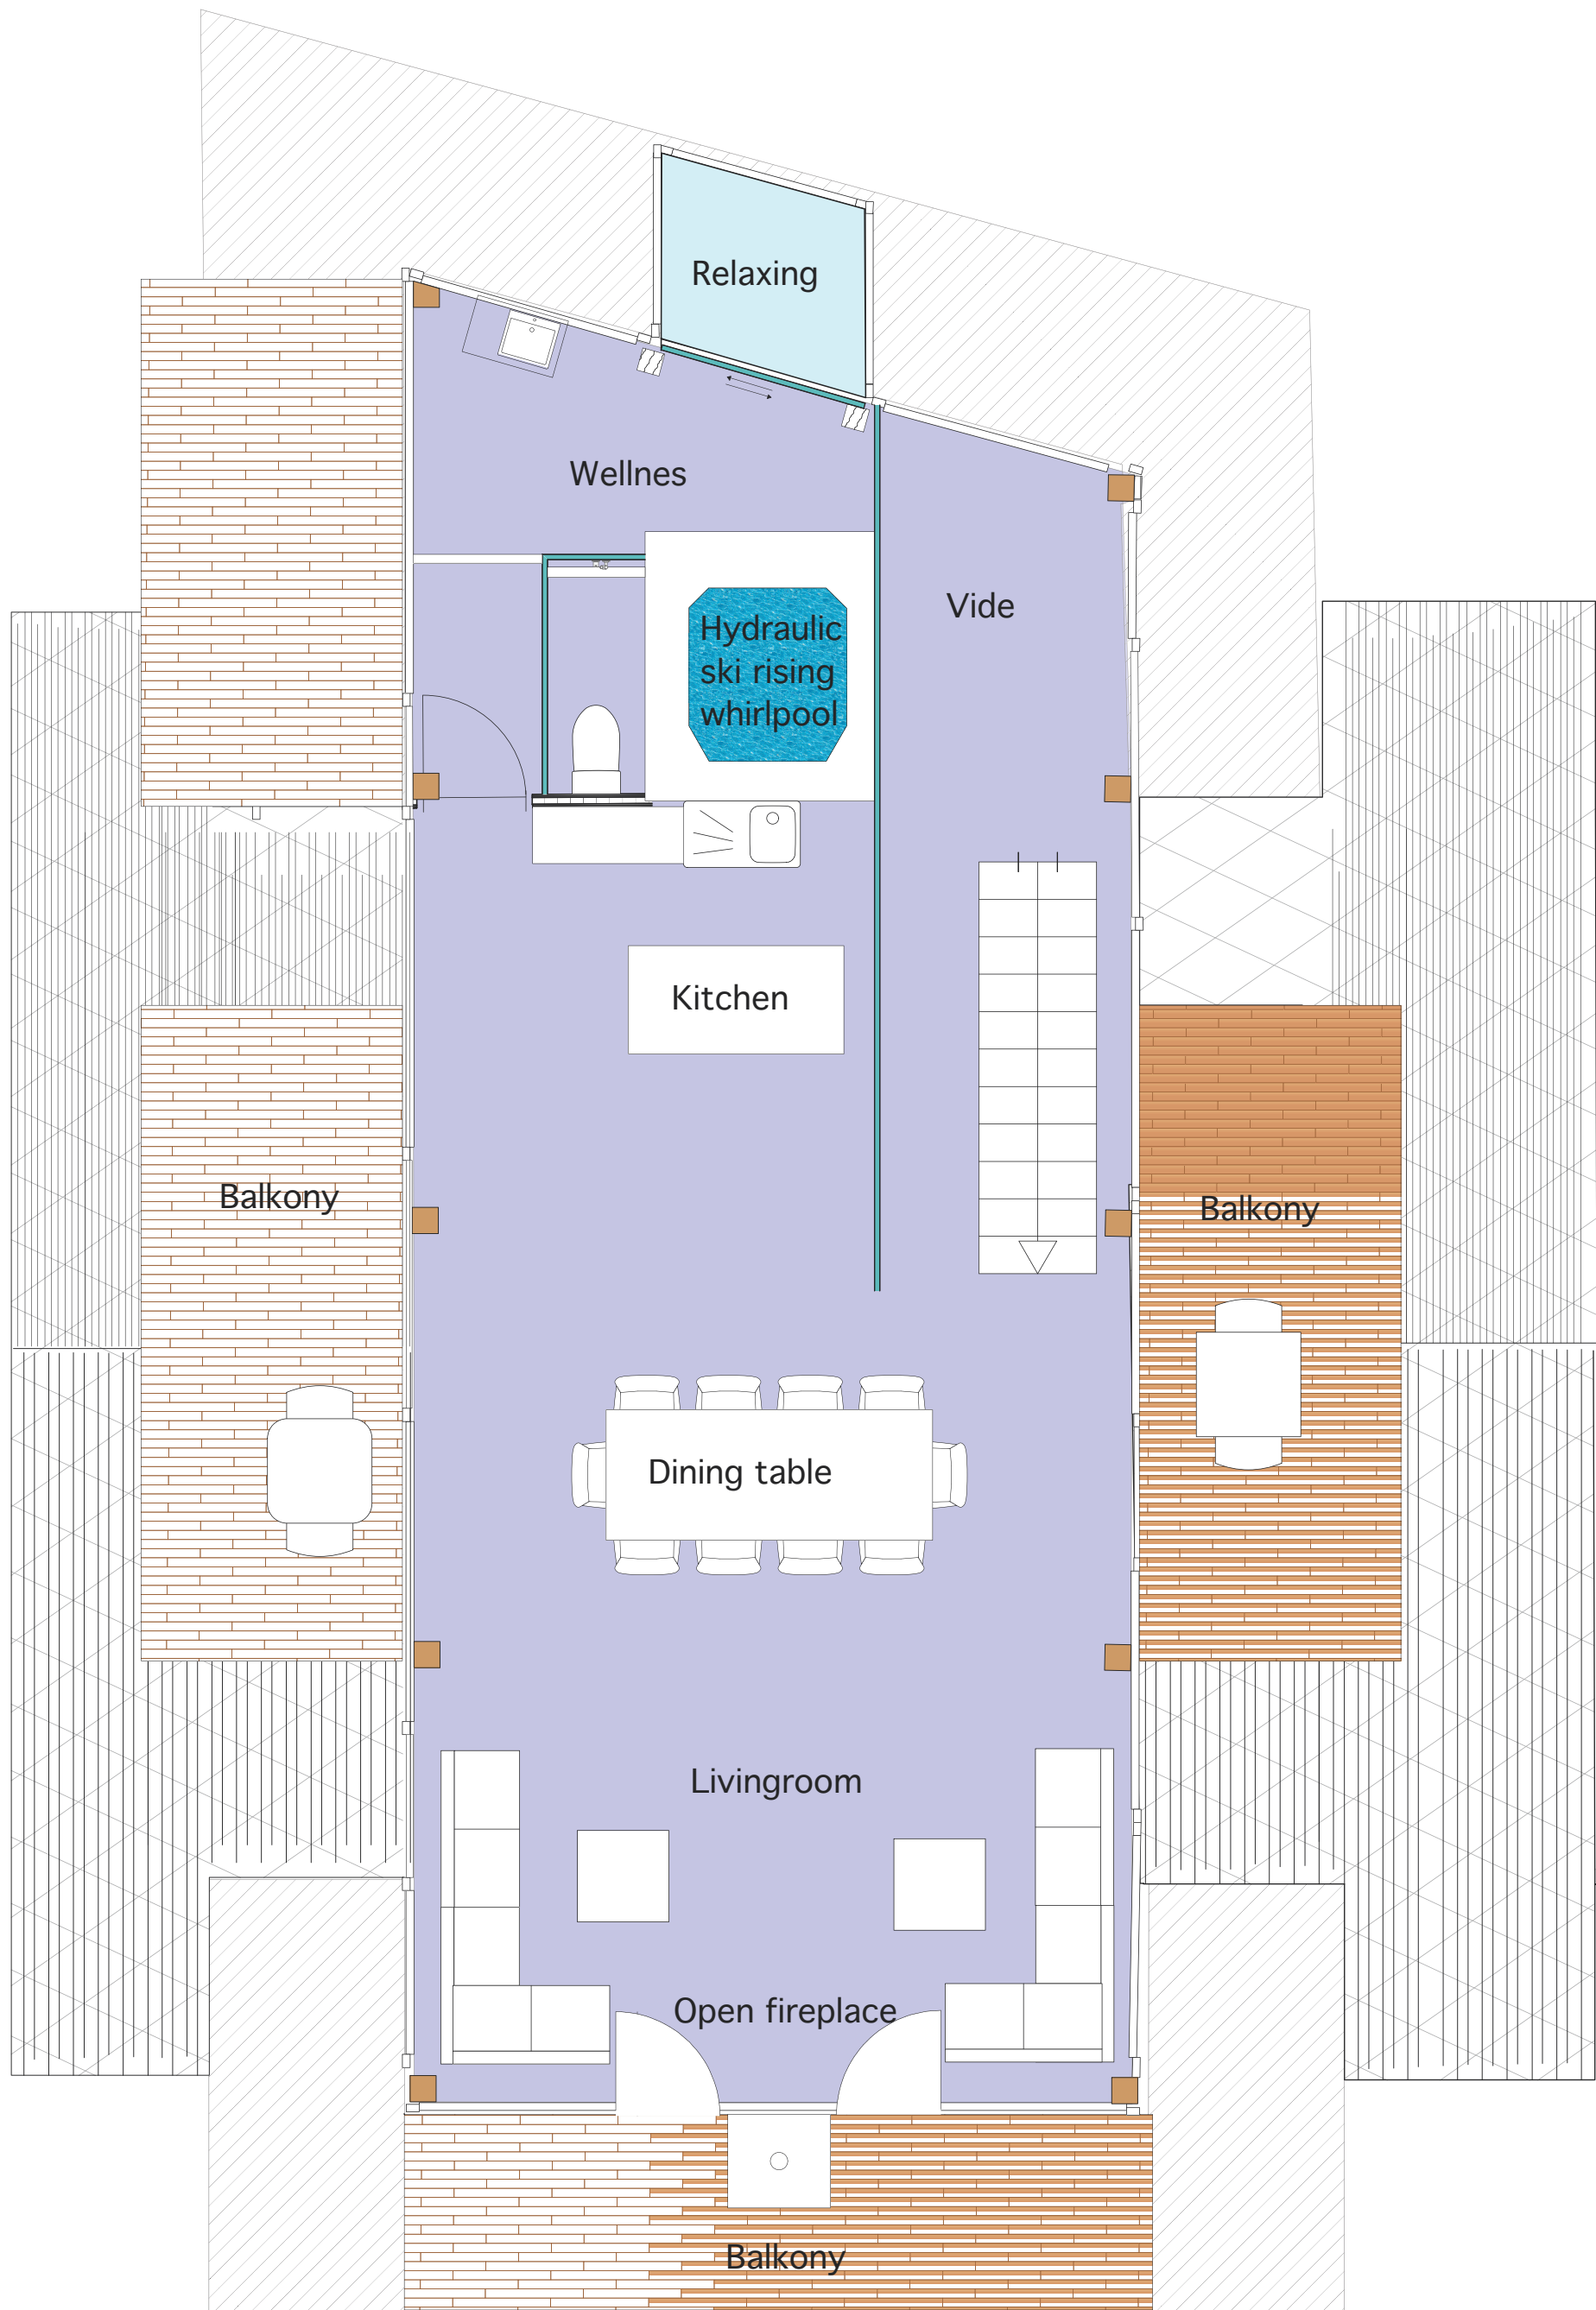 Relaxing
Wellnes
Vide
Hydraulic
ski rising
whirlpool
Kitchen
Balkony
Balkony
Dining table
Livingroom
Open fireplace
Balkony